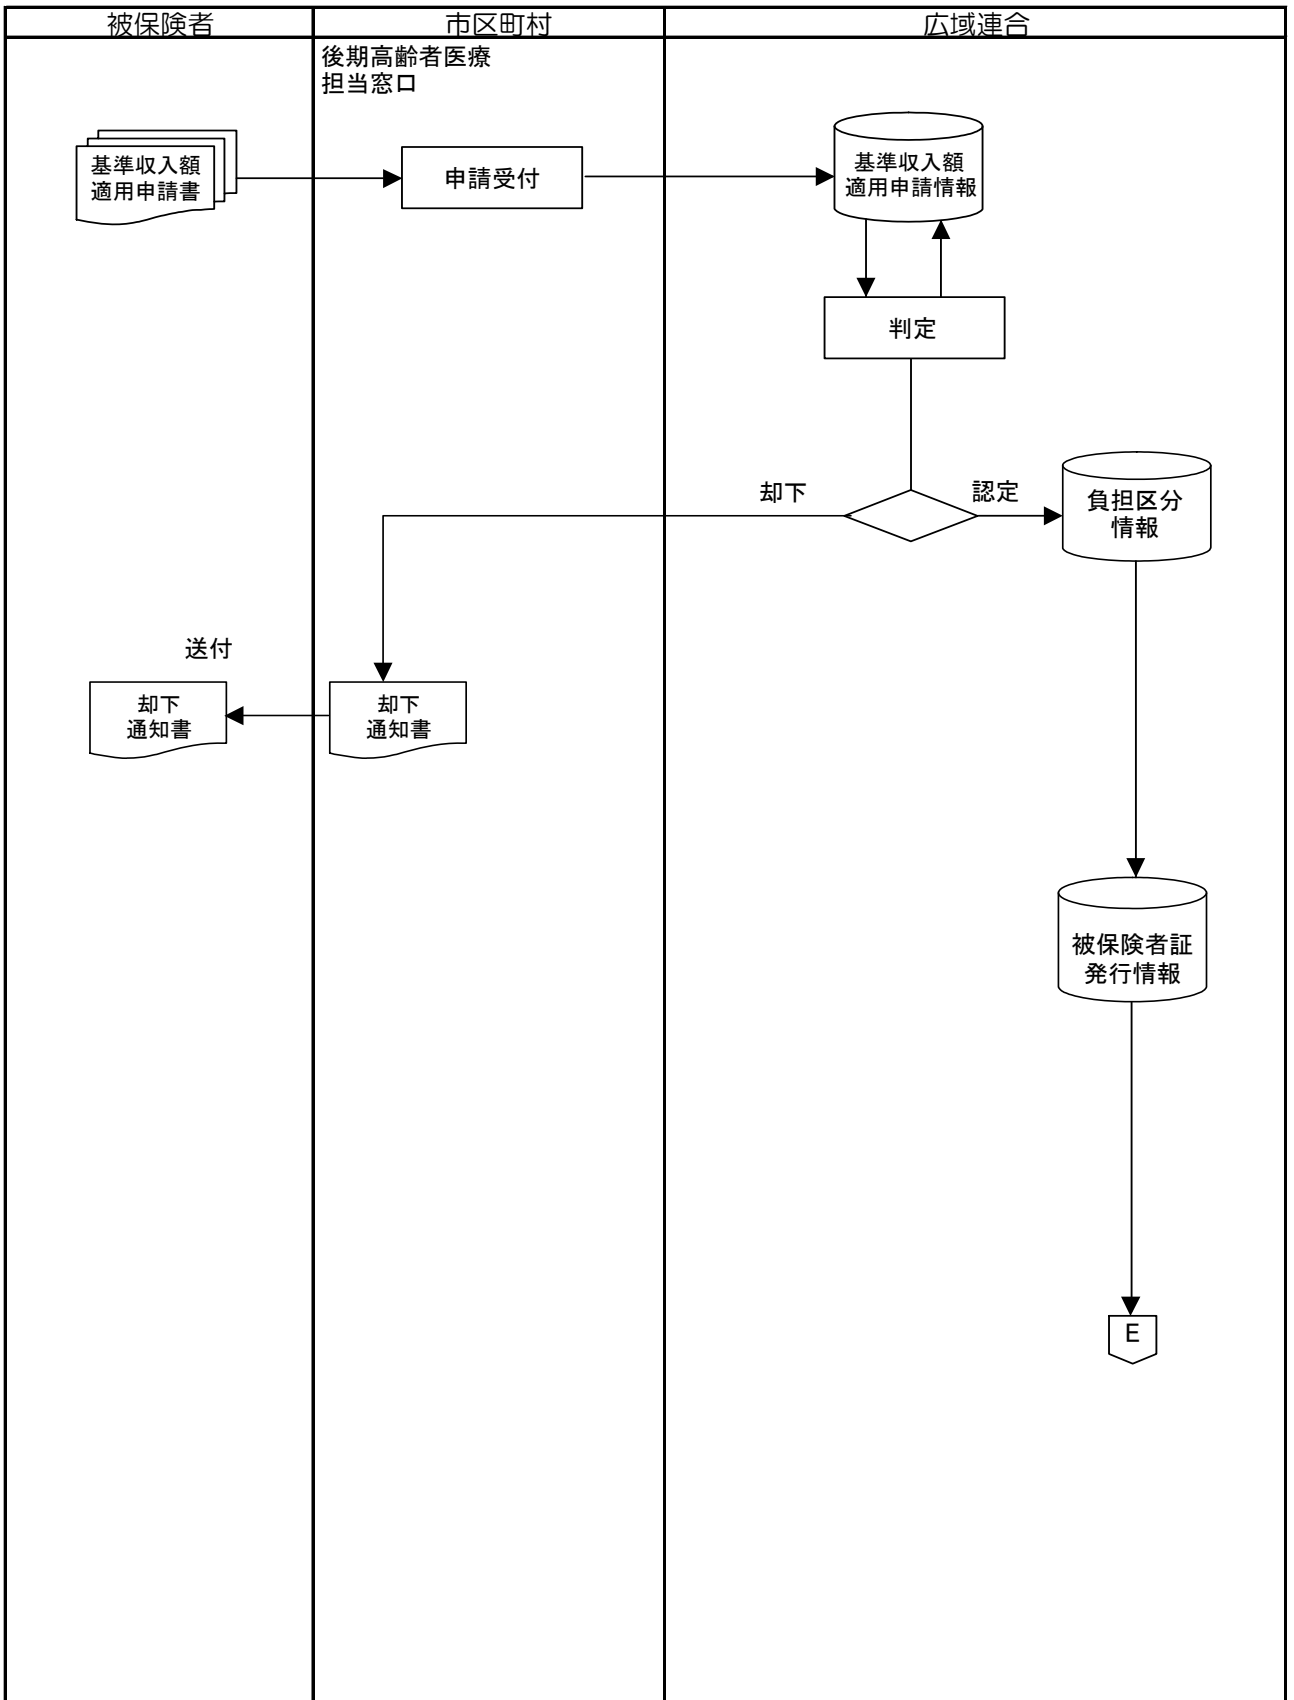 被保険者
市区町村
広域連合
後期高齢者医療
担当窓口
基準収入額
適用申請書
申請受付
基準収入額
適用申請情報
判定
却下
認定
負担区分
情報
送付
却下
通知書
却下
通知書
被保険者証
発行情報
E